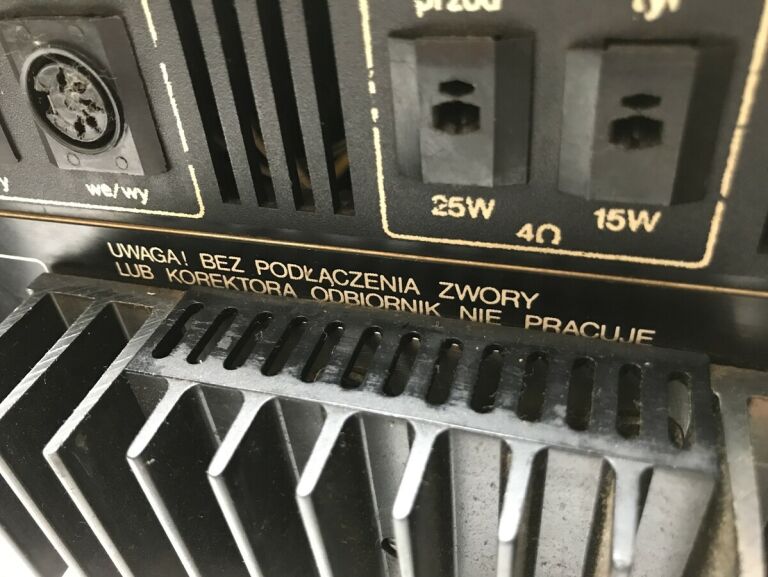 przód
tył
y
we/wy
25W
4Ω
15W
UWAGA! BEZ PODŁĄCZENIA ZWORY
LUB KOREKTORA ODBIORNIK NIE PRACUJE